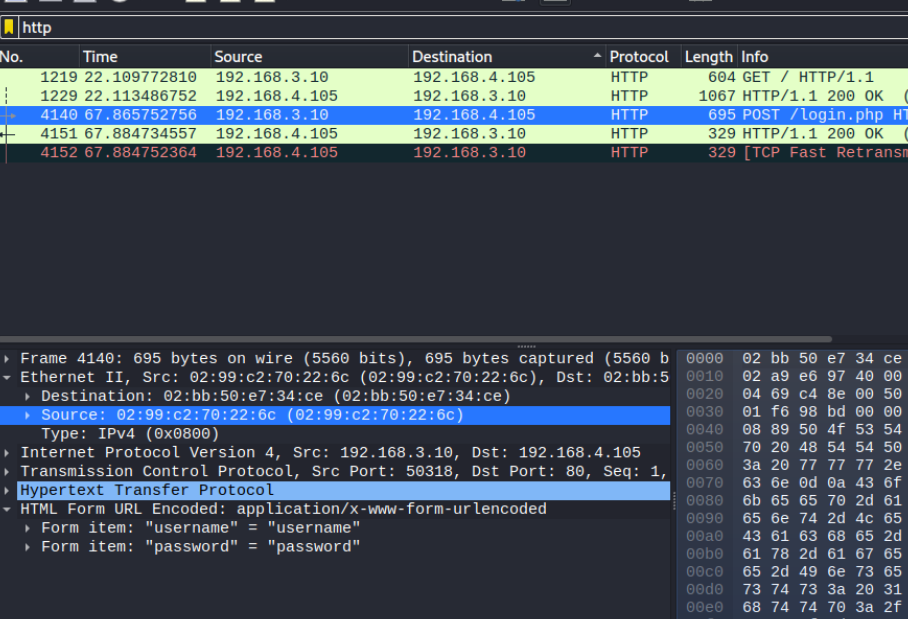 http
No. Time Source Destination Protocol Length Info
1219 22.109772810 192.168.3.10 192.168.4.105 HTTP 604 GET / HTTP/1.1
1229 22.113486752 192.168.4.105 192.168.3.10 HTTP 1067 HTTP/1.1 200 OK (
4140 67.865752756 192.168.3.10 192.168.4.105 HTTP 695 POST /login.php HT
4151 67.884734557 192.168.4.105 192.168.3.10 HTTP 329 HTTP/1.1 200 OK (
4152 67.884752364 192.168.4.105 192.168.3.10 HTTP 329 [TCP Fast Retransm
Frame 4140: 695 bytes on wire (5560 bits), 695 bytes captured (5560 b
Ethernet II, Src: 02:99:c2:70:22:6c (02:99:c2:70:22:6c), Dst: 02:bb:5
Destination: 02:bb:50:e7:34:ce (02:bb:50:e7:34:ce)
Source: 02:99:c2:70:22:6c (02:99:c2:70:22:6c)
Type: IPv4 (0x0800)
Internet Protocol Version 4, Src: 192.168.3.10, Dst: 192.168.4.105
Transmission Control Protocol, Src Port: 50318, Dst Port: 80, Seq: 1,
Hypertext Transfer Protocol
HTML Form URL Encoded: application/x-www-form-urlencoded
Form item: "username" = "username"
Form item: "password" = "password"
0000 02 bb 50 e7 34 ce
0010 02 a9 e6 97 40 00
0020 04 69 c4 8e 00 50
0030 01 f6 98 bd 00 00
0040 08 89 50 4f 53 54
0050 70 20 48 54 54 50
0060 3a 20 77 77 77 2e
0070 63 6e 0d 0a 43 6f
0080 6b 65 65 70 2d 61
0090 65 6e 74 2d 4c 65
00a0 43 61 63 68 65 2d
00b0 61 78 2d 61 67 65
00c0 65 2d 49 6e 73 65
00d0 73 74 73 3a 20 31
00e0 68 74 74 70 3a 2f